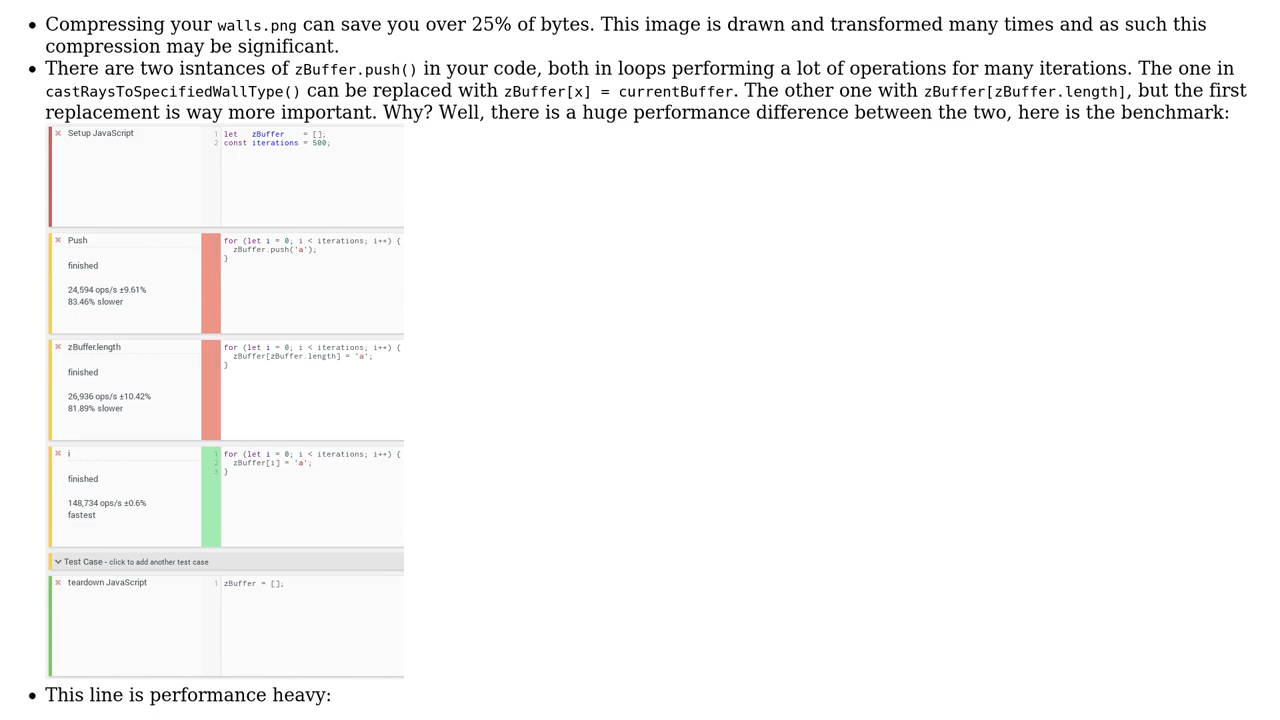 • Compressing your walls.png can save you over 25% of bytes. This image is drawn and transformed many times and as such this
compression may be significant.
• There are two isntances of zBuffer.push() in your code, both in loops performing a lot of operations for many iterations. The one in
castRaysToSpecifiedWallType() can be replaced with zBuffer[x] = currentBuffer. The other one with zBuffer[zBuffer.length], but the first
replacement is way more important. Why? Well, there is a huge performance difference between the two, here is the benchmark:
✖ Setup JavaScript
1 let zBuffer = [];
2 const iterations = 500;
✖ Push
finished
24,594 ops/s ±9.61%
83.46% slower
for (let i = 0; i < iterations; i++) {
zBuffer.push('a');
}
✖ zBuffer.length
finished
26,936 ops/s ±10.42%
81.89% slower
for (let i = 0; i < iterations; i++) {
zBuffer[zBuffer.length] = 'a';
}
✖ i
finished
148,734 ops/s ±0.6%
fastest
1 for (let i = 0; i < iterations; i++) {
2 zBuffer[i] = 'a';
3 }
Test Case - click to add another test case
✖ teardown JavaScript
1 zBuffer = [];
• This line is performance heavy: